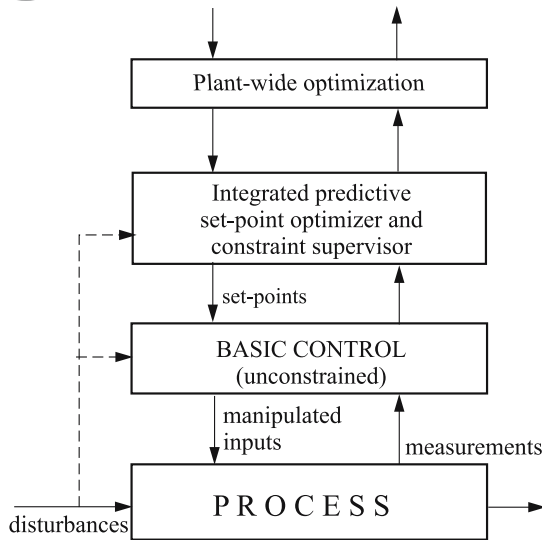 Plant-wide optimization
Integrated predictive
set-point optimizer and
constraint supervisor
set-points
BASIC CONTROL
(unconstrained)
manipulated
inputs
measurements
PROCESS
disturbances